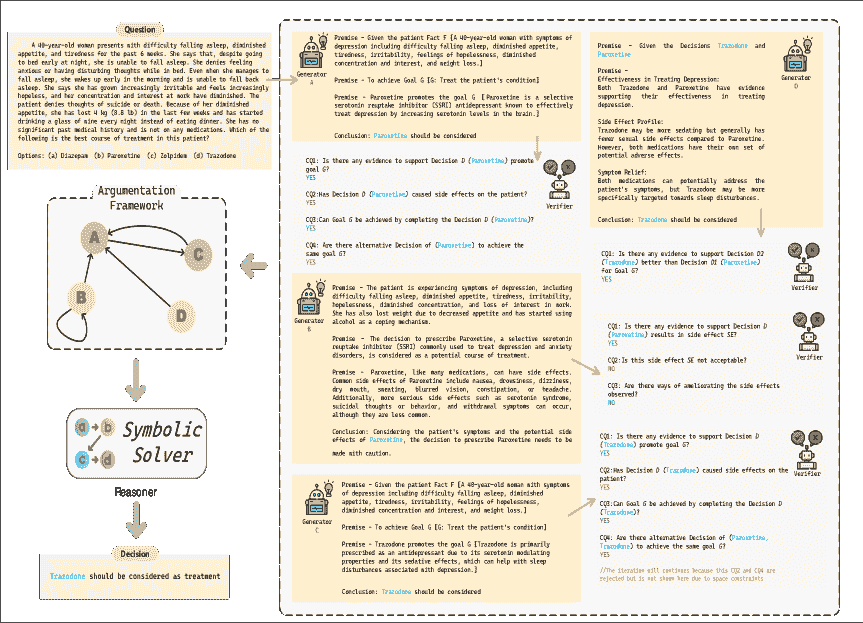 Question
A 40-year-old woman presents with difficulty falling asleep, diminished
appetite, and tiredness for the past 6 weeks. She says that, despite going
to bed early at night, she is unable to fall asleep. She denies feeling
anxious or having disturbing thoughts while in bed. Even when she manages to
fall asleep, she wakes up early in the morning and is unable to fall back
asleep. She says she has grown increasingly irritable and feels increasingly
hopeless, and her concentration and interest at work have diminished. The
patient denies thoughts of suicide or death. Because of her diminished
appetite, she has lost 4 kg (8.8 lb) in the last few weeks and has started
drinking a glass of wine every night instead of eating dinner. She has no
significant past medical history and is not on any medications. Which of the
following is the best course of treatment in this patient?
Options: (a) Diazepam (b) Paroxetine (c) Zolpidem (d) Trazodone
Argumentation
Framework
A
C
B
D
a b
c d
Symbolic
Solver
Reasoner
Decision
Trazodone should be considered as treatment
Generator
A
Premise - Given the patient Fact F [A 40-year-old woman with symptoms of
depression including difficulty falling asleep, diminished appetite,
tiredness, irritability, feelings of hopelessness, diminished
concentration and interest, and weight loss.]
Premise - To achieve Goal G [G: Treat the patient's condition]
Premise - Paroxetine promotes the goal G [Paroxetine is a selective
serotonin reuptake inhibitor (SSRI) antidepressant known to effectively
treat depression by increasing serotonin levels in the brain.]
Conclusion: Paroxetine should be considered
CQ1: Is there any evidence to support Decision D (Paroxetine) promote
goal G?
YES
CQ2:Has Decision D (Paroxetine) caused side effects on the patient?
YES
CQ3:Can Goal G be achieved by completing the Decision D (Paroxetine)?
YES
CQ4: Are there alternative Decision of (Paroxetine) to achieve the
same goal G?
YES
Verifier
Generator
B
Premise - The patient is experiencing symptoms of depression, including
difficulty falling asleep, diminished appetite, tiredness, irritability,
hopelessness, diminished concentration, and loss of interest in work.
She has also lost weight due to decreased appetite and has started using
alcohol as a coping mechanism.
Premise - The decision to prescribe Paroxetine, a selective serotonin
reuptake inhibitor (SSRI) commonly used to treat depression and anxiety
disorders, is considered as a potential course of treatment.
Premise - Paroxetine, like many medications, can have side effects.
Common side effects of Paroxetine include nausea, drowsiness, dizziness,
dry mouth, sweating, blurred vision, constipation, or headache.
Additionally, more serious side effects such as serotonin syndrome,
suicidal thoughts or behavior, and withdrawal symptoms can occur,
although they are less common.
Conclusion: Considering the patient's symptoms and the potential side
effects of Paroxetine, the decision to prescribe Paroxetine needs to be
made with caution.
Generator
C
Premise - Given the patient Fact F [A 40-year-old woman with symptoms
of depression including difficulty falling asleep, diminished
appetite, tiredness, irritability, feelings of hopelessness,
diminished concentration and interest, and weight loss.]
Premise - To achieve Goal G [G: Treat the patient's condition]
Premise - Trazodone promotes the goal G [Trazodone is primarily
prescribed as an antidepressant due to its serotonin modulating
properties and its sedative effects, which can help with sleep
disturbances associated with depression.]
Conclusion: Trazodone should be considered
Generator
D
Premise - Given the Decisions Trazodone and
Paroxetine
Premise -
Effectiveness in Treating Depression:
Both Trazodone and Paroxetine have evidence
supporting their effectiveness in treating
depression.
Side Effect Profile:
Trazodone may be more sedating but generally has
fewer sexual side effects compared to Paroxetine.
However, both medications have their own set of
potential adverse effects.
Symptom Relief:
Both medications can potentially address the
patient's symptoms, but Trazodone may be more
specifically targeted towards sleep disturbances.
Conclusion: Trazodone should be considered
CQ1: Is there any evidence to support Decision D2
(Trazodone) better than Decision D1 (Paroxetine)
for Goal G?
YES
Verifier
CQ1: Is there any evidence to support Decision D
(Paroxetine) results in side effect SE?
YES
CQ2:Is this side effect SE not acceptable?
NO
CQ3: Are there ways of ameliorating the side effects
observed?
NO
Verifier
CQ1: Is there any evidence to support Decision D
(Trazodone) promote goal G?
YES
CQ2:Has Decision D (Trazodone) caused side effects on the
patient?
YES
CQ3:Can Goal G be achieved by completing the Decision D
(Trazodone)?
YES
CQ4: Are there alternative Decision of (Paroxetine,
Trazodone) to achieve the same goal G?
YES
Verifier
//The iteration will continues because this CQ2 and CQ4 are
rejected but is not shown here due to space constraints